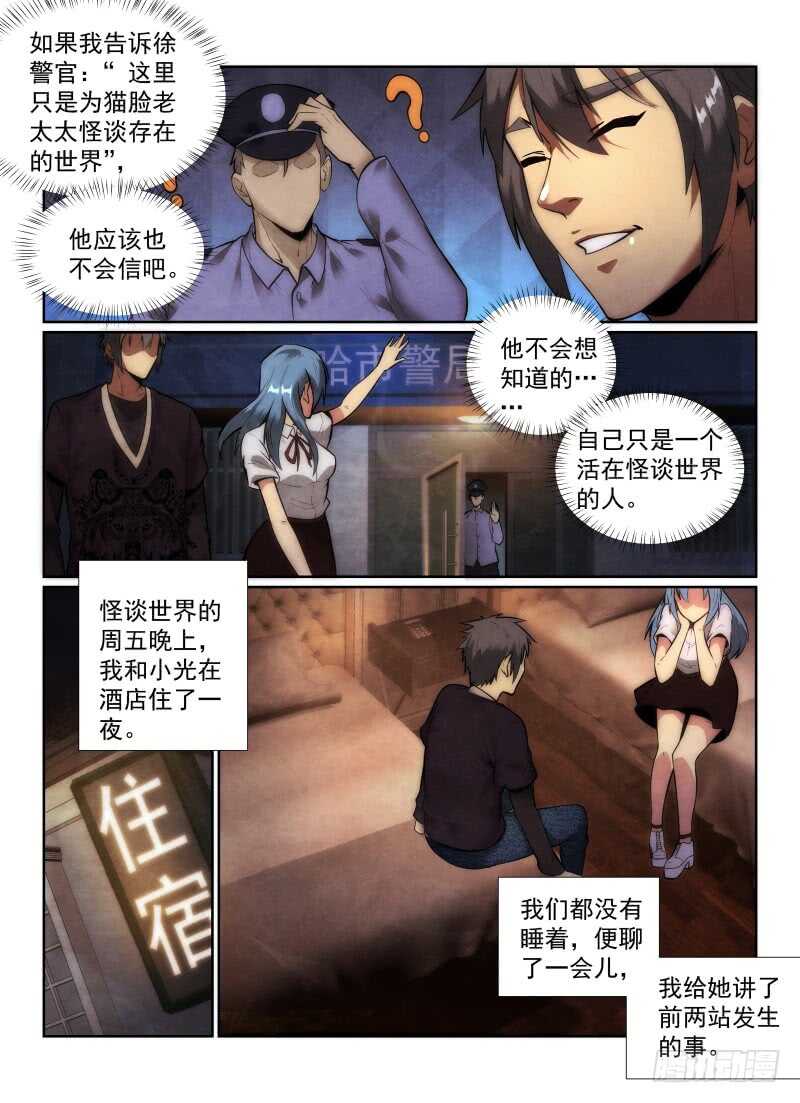 如果我告诉徐
警官：“这里
只是为猫脸老
太太怪谈存在
的世界”，
他应该也
不会信吧。
？
？
哈市警局
他不会想
知道的…
…
自己只是一个
活在怪谈世界
的人。
怪谈世界的
周五晚上，
我和小光在
酒店住了一
夜。
住宿
我们都没有
睡着，便聊
了一会儿，
我给她讲了
前两站发生
的事。
腾讯动漫